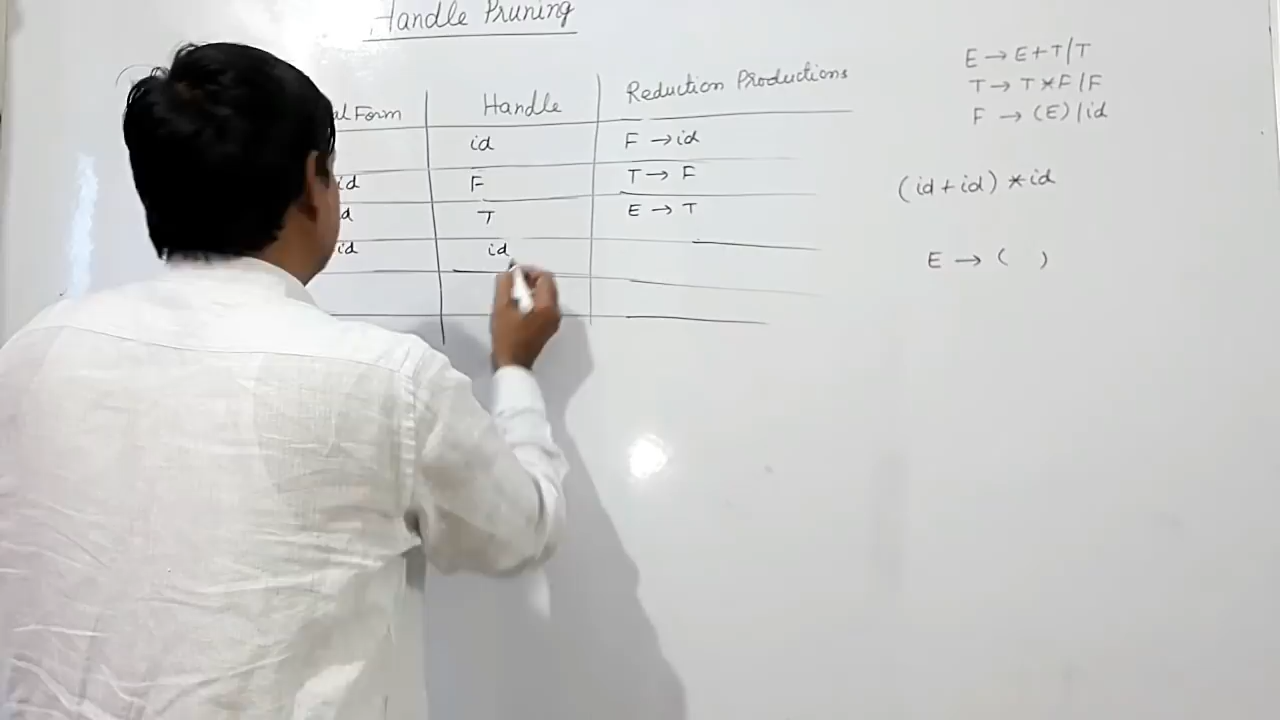 Handle Pruning
Form Handle Reduction Productions
id F → id
id F T → F
T E → T
id id
E → E+T/T
T → T*F/F
F → (E)/id
(id+id)*id
E → ( )